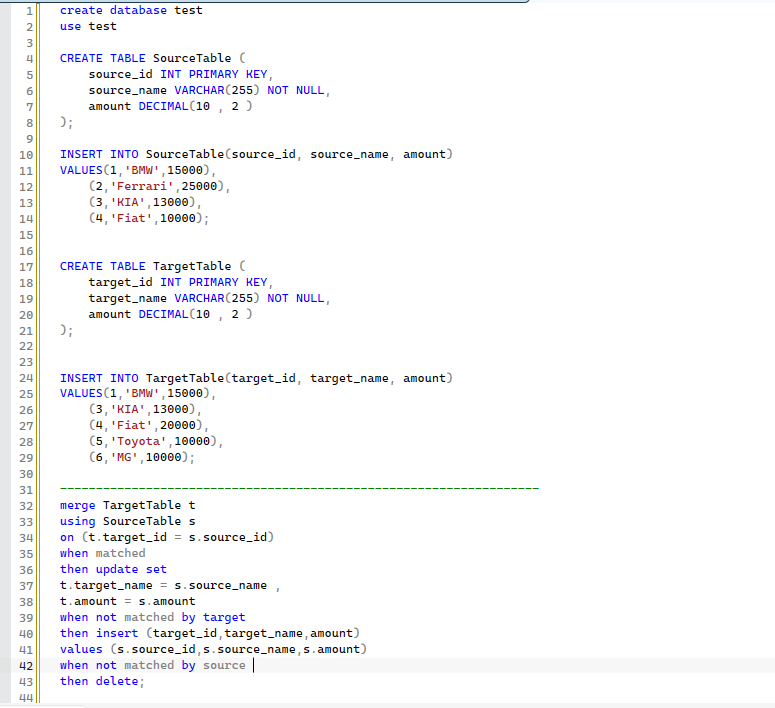 1 create database test
2 use test
3
4 CREATE TABLE SourceTable (
5 source_id INT PRIMARY KEY,
6 source_name VARCHAR(255) NOT NULL,
7 amount DECIMAL(10 , 2 )
8 );
9
10 INSERT INTO SourceTable(source_id, source_name, amount)
11 VALUES(1,'BMW',15000),
12 (2,'Ferrari',25000),
13 (3,'KIA',13000),
14 (4,'Fiat',10000);
15
16
17 CREATE TABLE TargetTable (
18 target_id INT PRIMARY KEY,
19 target_name VARCHAR(255) NOT NULL,
20 amount DECIMAL(10 , 2 )
21 );
22
23
24 INSERT INTO TargetTable(target_id, target_name, amount)
25 VALUES(1,'BMW',15000),
26 (3,'KIA',13000),
27 (4,'Fiat',20000),
28 (5,'Toyota',10000),
29 (6,'MG',10000);
30
31 -------------------------------------------------------------------
32 merge TargetTable t
33 using SourceTable s
34 on (t.target_id = s.source_id)
35 when matched
36 then update set
37 t.target_name = s.source_name ,
38 t.amount = s.amount
39 when not matched by target
40 then insert (target_id,target_name,amount)
41 values (s.source_id,s.source_name,s.amount)
42 when not matched by source
43 then delete;
44